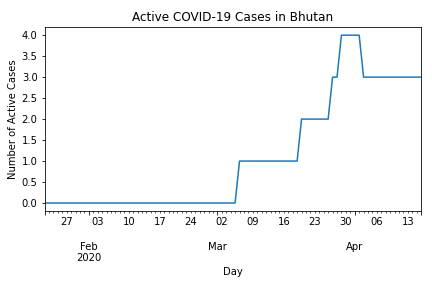 Active COVID-19 Cases in Bhutan
Number of Active Cases
4.0
3.5
3.0
2.5
2.0
1.5
1.0
0.5
0.0
27 03 10 17 24 02 09 16 23 30 06 13
Feb Mar Apr
2020
Day